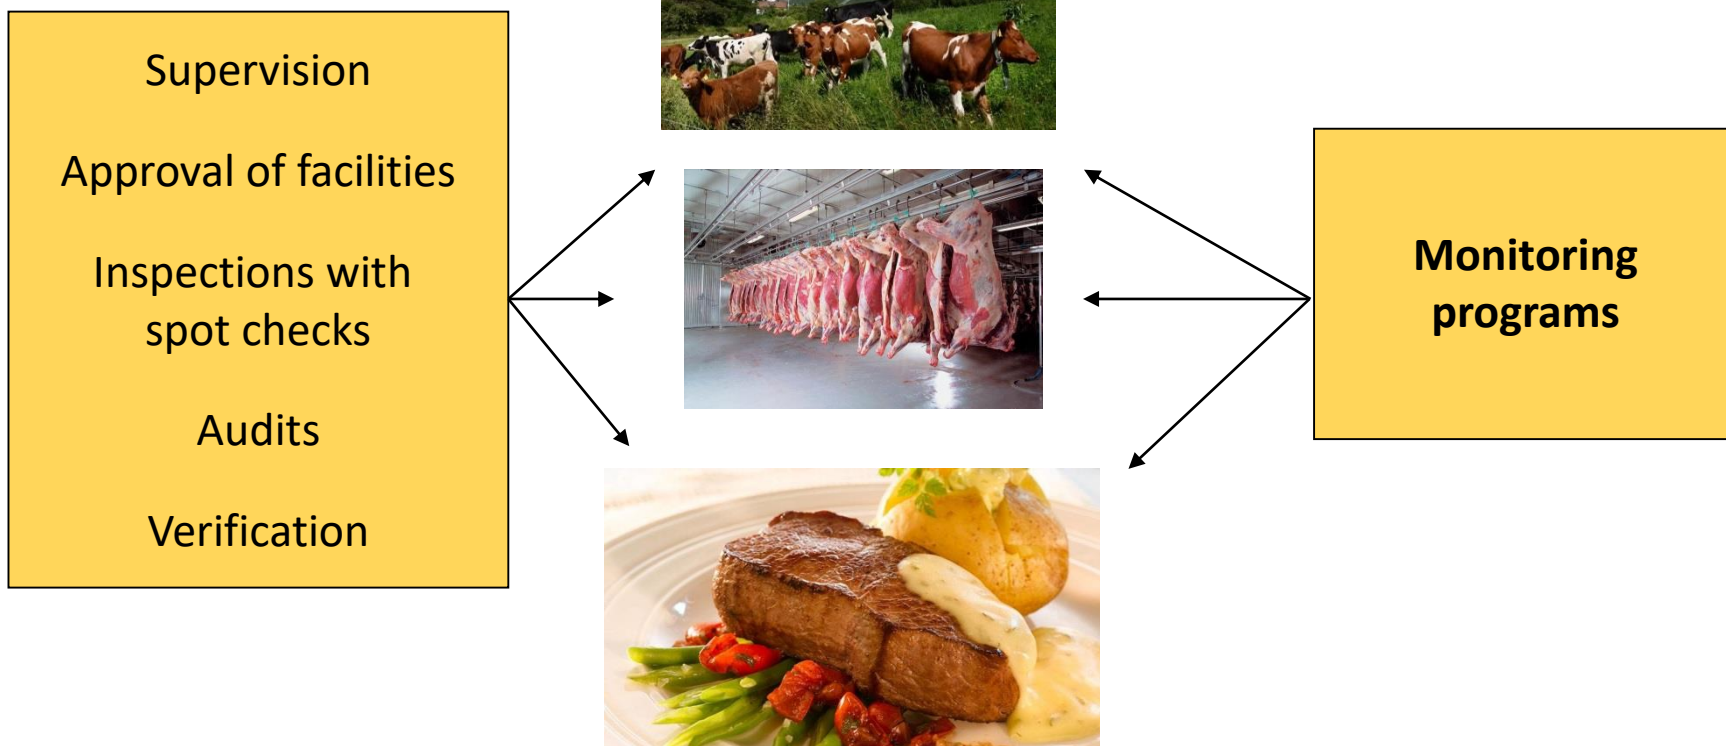 Supervision
Approval of facilities
Inspections with
spot checks
Audits
Verification
Monitoring
programs